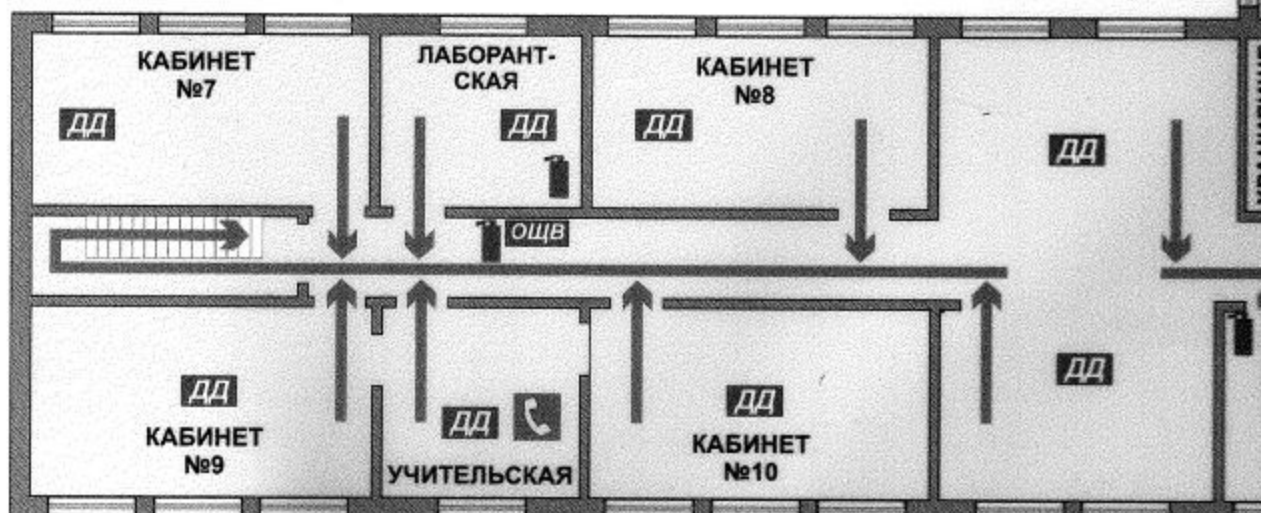 КАБИНЕТ
№7
ДД
ЛАБОРАНТ-
СКАЯ
ДД
КАБИНЕТ
№8
ДД
ДД
ОЩВ
ДД
КАБИНЕТ
№9
ДД
УЧИТЕЛЬСКАЯ
ДД
КАБИНЕТ
№10
ДД